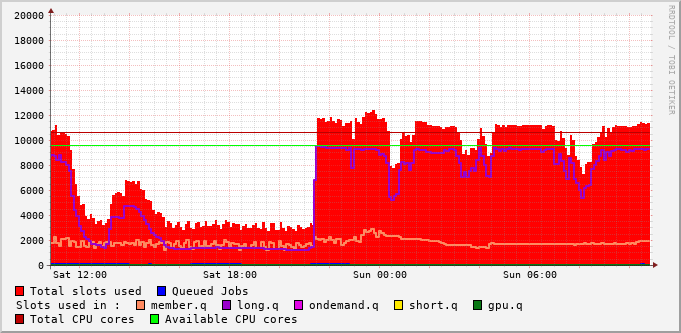 20000
18000
16000
14000
12000
10000
8000
6000
4000
2000
0
Sat 12:00 Sat 18:00 Sun 00:00 Sun 06:00
RRDTOOL / TOBI OETIKER
Total slots used Queued Jobs
Slots used in : member.q long.q ondemand.q short.q gpu.q
Total CPU cores Available CPU cores